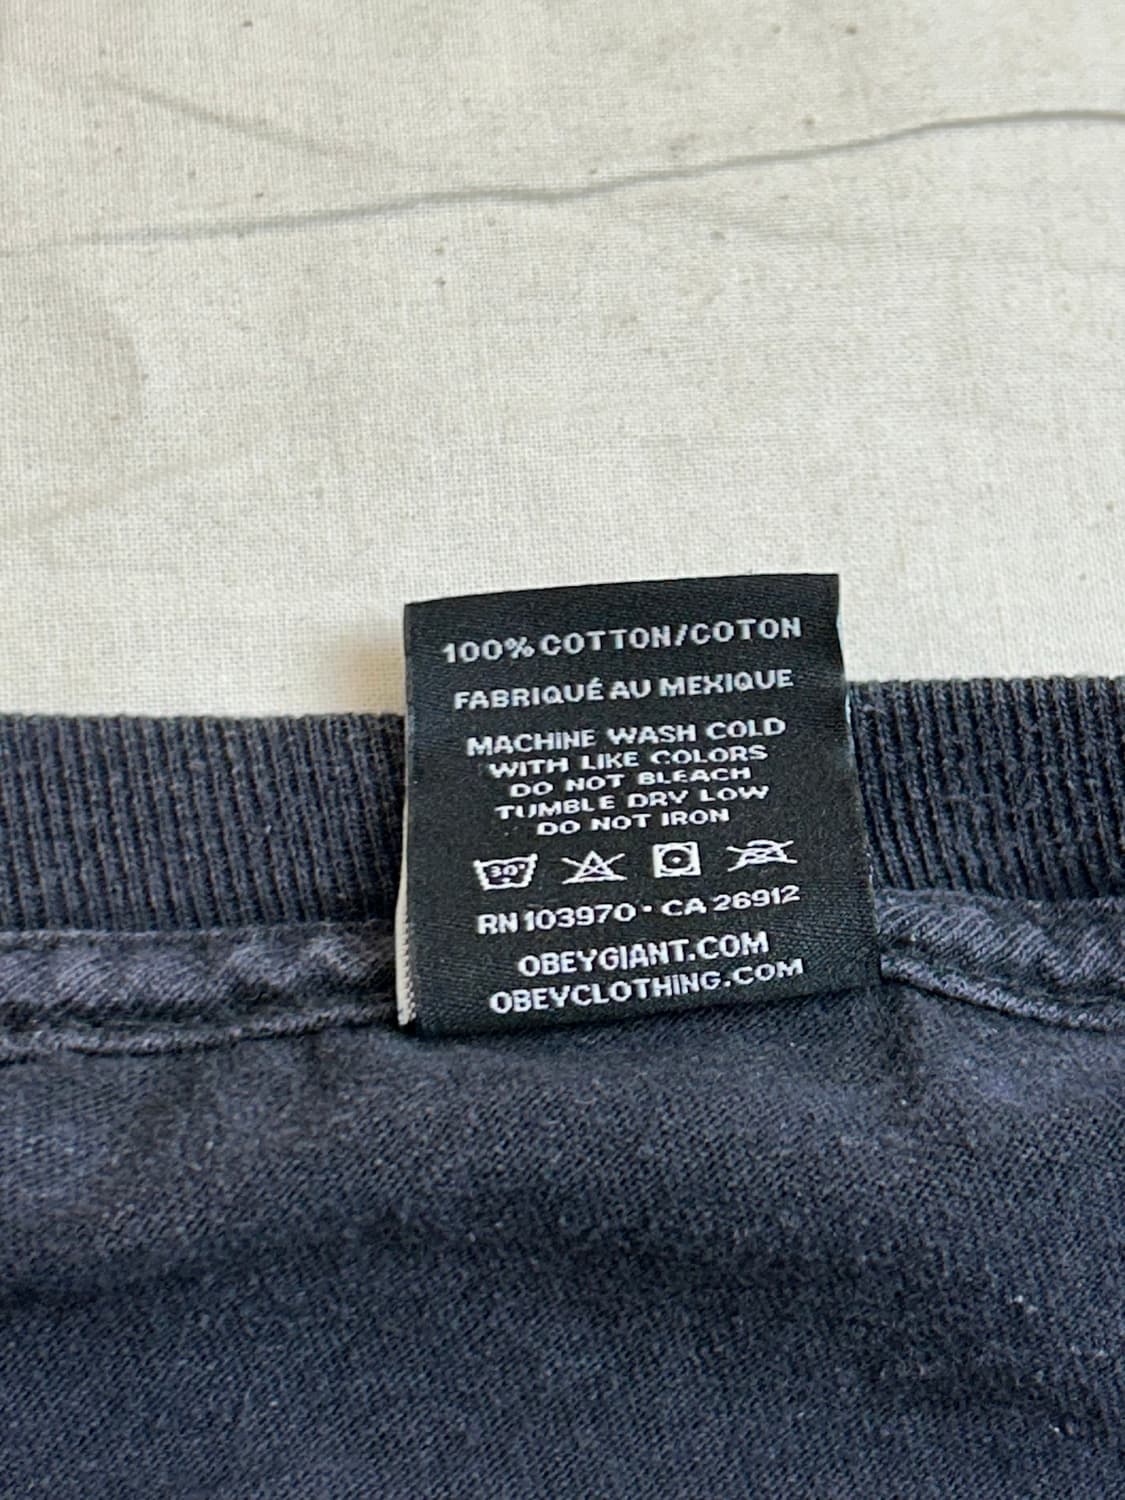 100% COTTON/COTON
FABRIQUÉ AU MEXIQUE
MACHINE WASH COLD
WITH LIKE COLORS
DO NOT BLEACH
TUMBLE DRY LOW
DO NOT IRON
30°
RN 103970 · CA 26912
OBEYGIANT.COM
OBEYCLOTHING.COM